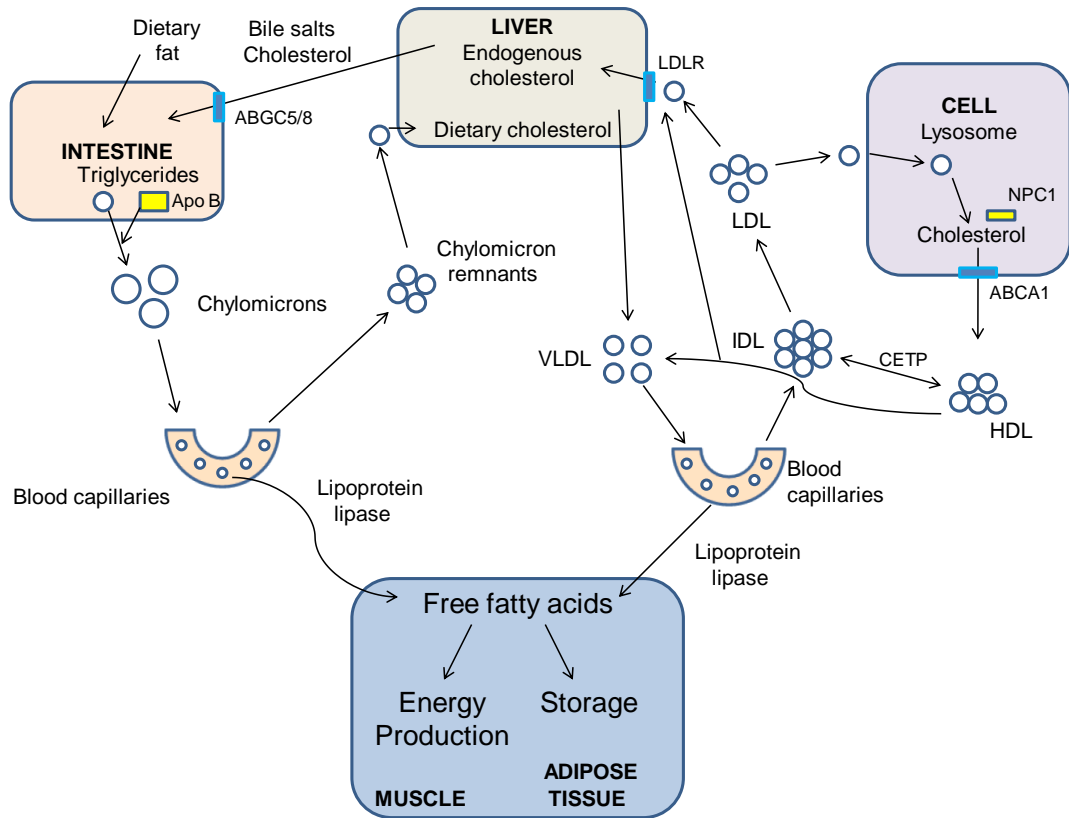 Dietary
fat
Bile salts
Cholesterol
LIVER
Endogenous
cholesterol
Dietary cholesterol
LDLR
ABGC5/8
INTESTINE
Triglycerides
Apo B
CELL
Lysosome
NPC1
Cholesterol
ABCA1
LDL
Chylomicrons
Chylomicron
remnants
VLDL
IDL
CETP
HDL
Blood capillaries
Lipoprotein
lipase
Blood
capillaries
Lipoprotein
lipase
Free fatty acids
Energy
Production
Storage
MUSCLE
ADIPOSE
TISSUE